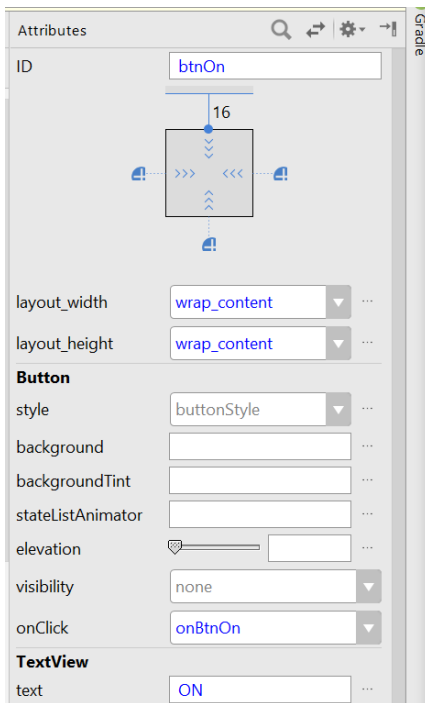 Attributes
Gradle
ID btnOn
16
layout_width wrap_content
layout_height wrap_content
Button
style buttonStyle
background
backgroundTint
stateListAnimator
elevation
visibility none
onClick onBtnOn
TextView
text ON